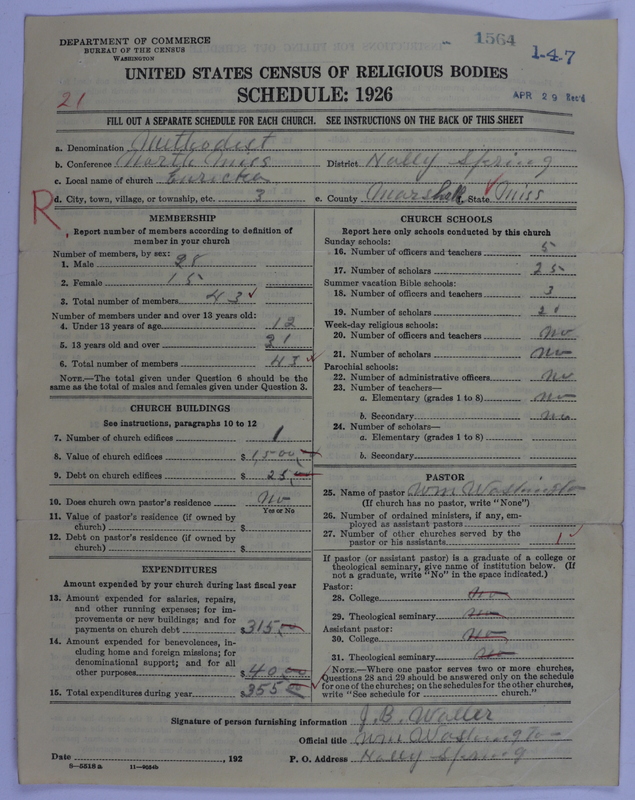 DEPARTMENT OF COMMERCE
BUREAU OF THE CENSUS
WASHINGTON
1564
1-47
UNITED STATES CENSUS OF RELIGIOUS BODIES
21
SCHEDULE: 1926
APR 29 Rec'd
FILL OUT A SEPARATE SCHEDULE FOR EACH CHURCH. SEE INSTRUCTIONS ON THE BACK OF THIS SHEET
a. Denomination Methodist
b. Conference North Miss District Holly Spring
c. Local name of church Euricka
R
d. City, town, village, or township, etc. 3 e. County Marshall, State Miss
MEMBERSHIP
Report number of members according to definition of member in your church
Number of members, by sex:
1. Male 28
2. Female 15
3. Total number of members 43
Number of members under and over 13 years old:
4. Under 13 years of age 12
5. 13 years old and over
6. Total number of members 43
NOTE.—The total given under Question 6 should be the
same as the total of males and females given under Question 3.
CHURCH BUILDINGS
See instructions, paragraphs 10 to 12
7. Number of church edifices 1
8. Value of church edifices $1,500
9. Debt on church edifices $ 25
10. Does church own pastor's residence no
Yes or No
11. Value of pastor's residence (if owned by
church) $
12. Debt on pastor's residence (if owned by
church) $
EXPENDITURES
Amount expended by your church during last fiscal year
13. Amount expended for salaries, repairs,
and other running expenses; for im-
provements or new buildings; and for
payments on church debt $315
14. Amount expended for benevolences, in-
cluding home and foreign missions; for
denominational support; and for all
other purposes $40
15. Total expenditures during year $355
CHURCH SCHOOLS
Report here only schools conducted by this church
Sunday schools:
16. Number of officers and teachers 5
17. Number of scholars 25
Summer vacation Bible schools:
18. Number of officers and teachers 3
19. Number of scholars 21
Week-day religious schools:
20. Number of officers and teachers no
21. Number of scholars no
Parochial schools:
22. Number of administrative officers no
23. Number of teachers—
a. Elementary (grades 1 to 8) no
b. Secondary no
24. Number of scholars—
a. Elementary (grades 1 to 8)
b. Secondary
PASTOR
25. Name of pastor Wm Washington
(If church has no pastor, write "None")
26. Number of ordained ministers, if any, em-
ployed as assistant pastors
27. Number of other churches served by the
pastor or his assistants 1
If pastor (or assistant pastor) is a graduate of a college or
theological seminary, give name of institution below. (If
not a graduate, write "No" in the space indicated.)
Pastor:
28. College no
29. Theological seminary no
Assistant pastor:
30. College no
31. Theological seminary no
NOTE.—Where one pastor serves two or more churches,
Questions 28 and 29 should be answered only on the schedule
for one of the churches; on the schedules for the other churches,
write "See schedule for church."
Signature of person furnishing information J. B. Waller
Official title Wm Washington
Date , 192 P. O. Address Holly Spring
8—5518 a 11—9024b